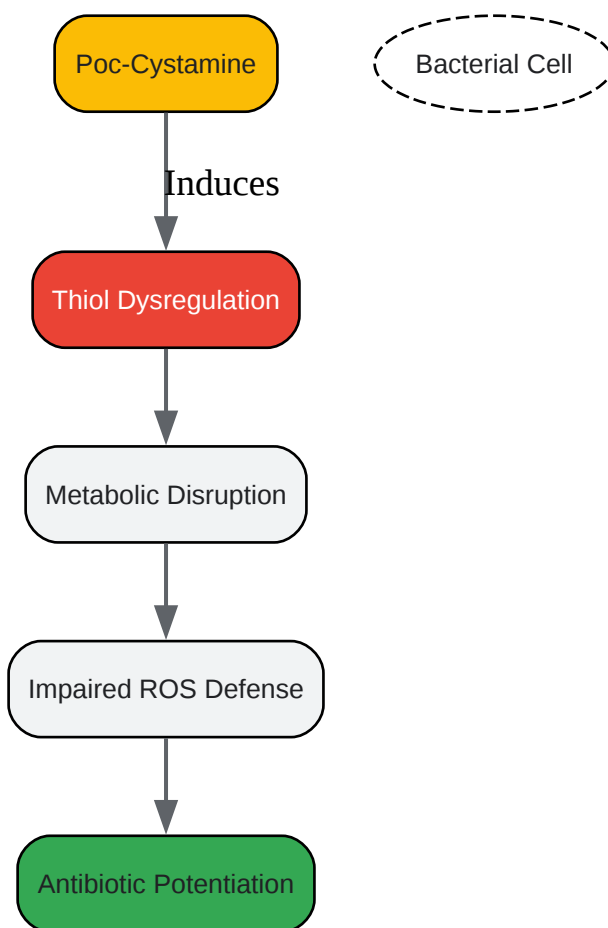 Poc-Cystamine
Bacterial Cell
Induces
Thiol Dysregulation
Metabolic Disruption
Impaired ROS Defense
Antibiotic Potentiation